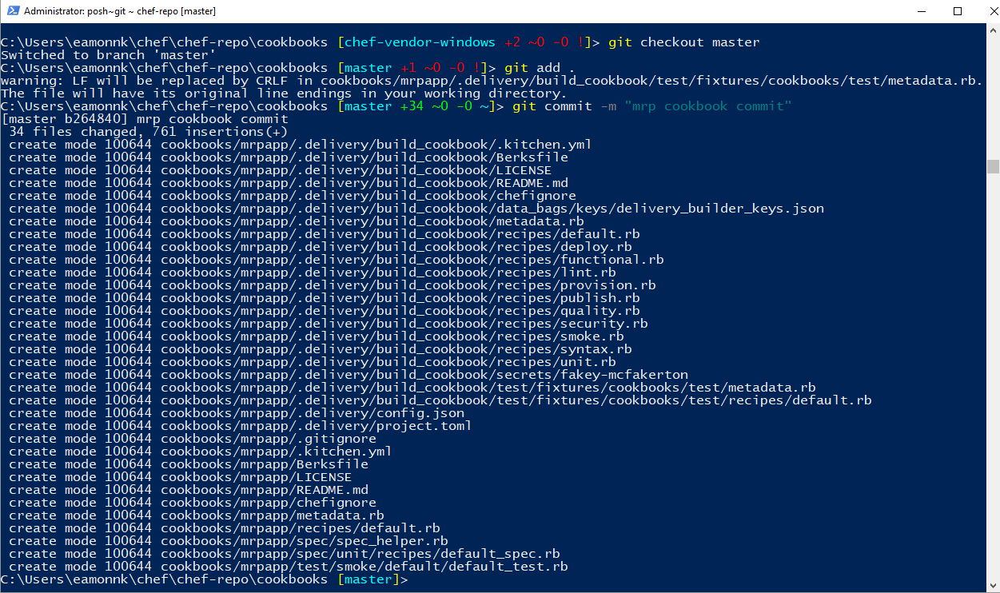 Administrator: posh~git ~ chef-repo [master]
C:\Users\eamonnk\chef\chef-repo\cookbooks [chef-vendor-windows +2 ~0 -0 !]> git checkout master
Switched to branch 'master'
C:\Users\eamonnk\chef\chef-repo\cookbooks [master +1 ~0 -0 !]> git add .
warning: LF will be replaced by CRLF in cookbooks/mrpapp/.delivery/build_cookbook/test/fixtures/cookbooks/test/metadata.rb.
The file will have its original line endings in your working directory.
C:\Users\eamonnk\chef\chef-repo\cookbooks [master +34 ~0 -0 ~]> git commit -m "mrp cookbook commit"
[master b264840] mrp cookbook commit
 34 files changed, 761 insertions(+)
 create mode 100644 cookbooks/mrpapp/.delivery/build_cookbook/.kitchen.yml
 create mode 100644 cookbooks/mrpapp/.delivery/build_cookbook/Berksfile
 create mode 100644 cookbooks/mrpapp/.delivery/build_cookbook/LICENSE
 create mode 100644 cookbooks/mrpapp/.delivery/build_cookbook/README.md
 create mode 100644 cookbooks/mrpapp/.delivery/build_cookbook/chefignore
 create mode 100644 cookbooks/mrpapp/.delivery/build_cookbook/data_bags/keys/delivery_builder_keys.json
 create mode 100644 cookbooks/mrpapp/.delivery/build_cookbook/metadata.rb
 create mode 100644 cookbooks/mrpapp/.delivery/build_cookbook/recipes/default.rb
 create mode 100644 cookbooks/mrpapp/.delivery/build_cookbook/recipes/deploy.rb
 create mode 100644 cookbooks/mrpapp/.delivery/build_cookbook/recipes/functional.rb
 create mode 100644 cookbooks/mrpapp/.delivery/build_cookbook/recipes/lint.rb
 create mode 100644 cookbooks/mrpapp/.delivery/build_cookbook/recipes/provision.rb
 create mode 100644 cookbooks/mrpapp/.delivery/build_cookbook/recipes/publish.rb
 create mode 100644 cookbooks/mrpapp/.delivery/build_cookbook/recipes/quality.rb
 create mode 100644 cookbooks/mrpapp/.delivery/build_cookbook/recipes/security.rb
 create mode 100644 cookbooks/mrpapp/.delivery/build_cookbook/recipes/smoke.rb
 create mode 100644 cookbooks/mrpapp/.delivery/build_cookbook/recipes/syntax.rb
 create mode 100644 cookbooks/mrpapp/.delivery/build_cookbook/recipes/unit.rb
 create mode 100644 cookbooks/mrpapp/.delivery/build_cookbook/secrets/fakey-mcfakerton
 create mode 100644 cookbooks/mrpapp/.delivery/build_cookbook/test/fixtures/cookbooks/test/metadata.rb
 create mode 100644 cookbooks/mrpapp/.delivery/build_cookbook/test/fixtures/cookbooks/test/recipes/default.rb
 create mode 100644 cookbooks/mrpapp/.delivery/config.json
 create mode 100644 cookbooks/mrpapp/.delivery/project.toml
 create mode 100644 cookbooks/mrpapp/.gitignore
 create mode 100644 cookbooks/mrpapp/.kitchen.yml
 create mode 100644 cookbooks/mrpapp/Berksfile
 create mode 100644 cookbooks/mrpapp/LICENSE
 create mode 100644 cookbooks/mrpapp/README.md
 create mode 100644 cookbooks/mrpapp/chefignore
 create mode 100644 cookbooks/mrpapp/metadata.rb
 create mode 100644 cookbooks/mrpapp/recipes/default.rb
 create mode 100644 cookbooks/mrpapp/spec/spec_helper.rb
 create mode 100644 cookbooks/mrpapp/spec/unit/recipes/default_spec.rb
 create mode 100644 cookbooks/mrpapp/test/smoke/default/default_test.rb
C:\Users\eamonnk\chef\chef-repo\cookbooks [master]>